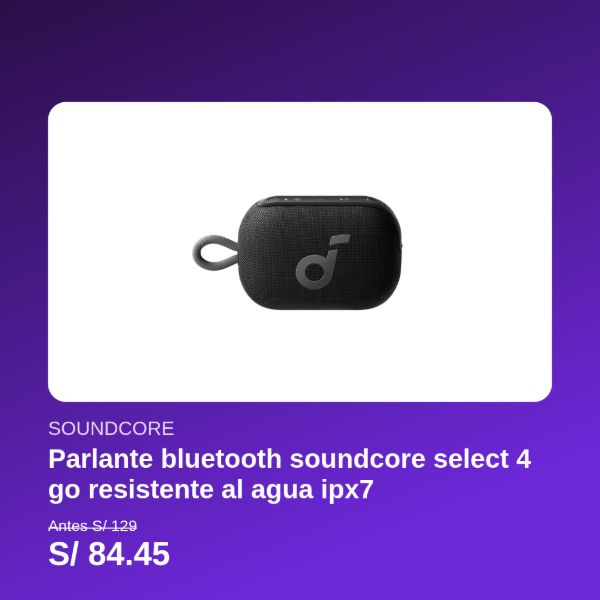 SOUNDCORE
Parlante bluetooth soundcore select 4
go resistente al agua ipx7
Antes S/ 129
S/ 84.45